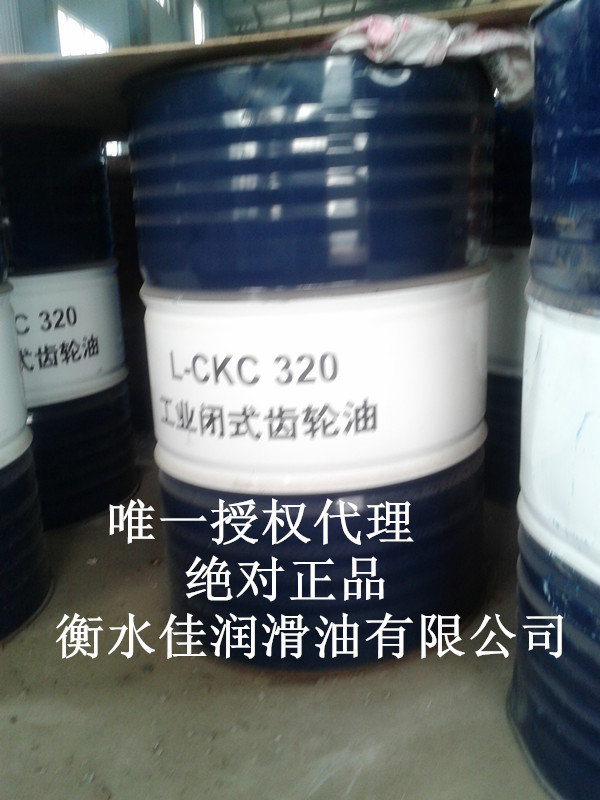 L-CKC 320
工业闭式齿轮油
C 320
式齿轮油
唯一授权代理
绝对正品
衡水佳润滑油有限公司